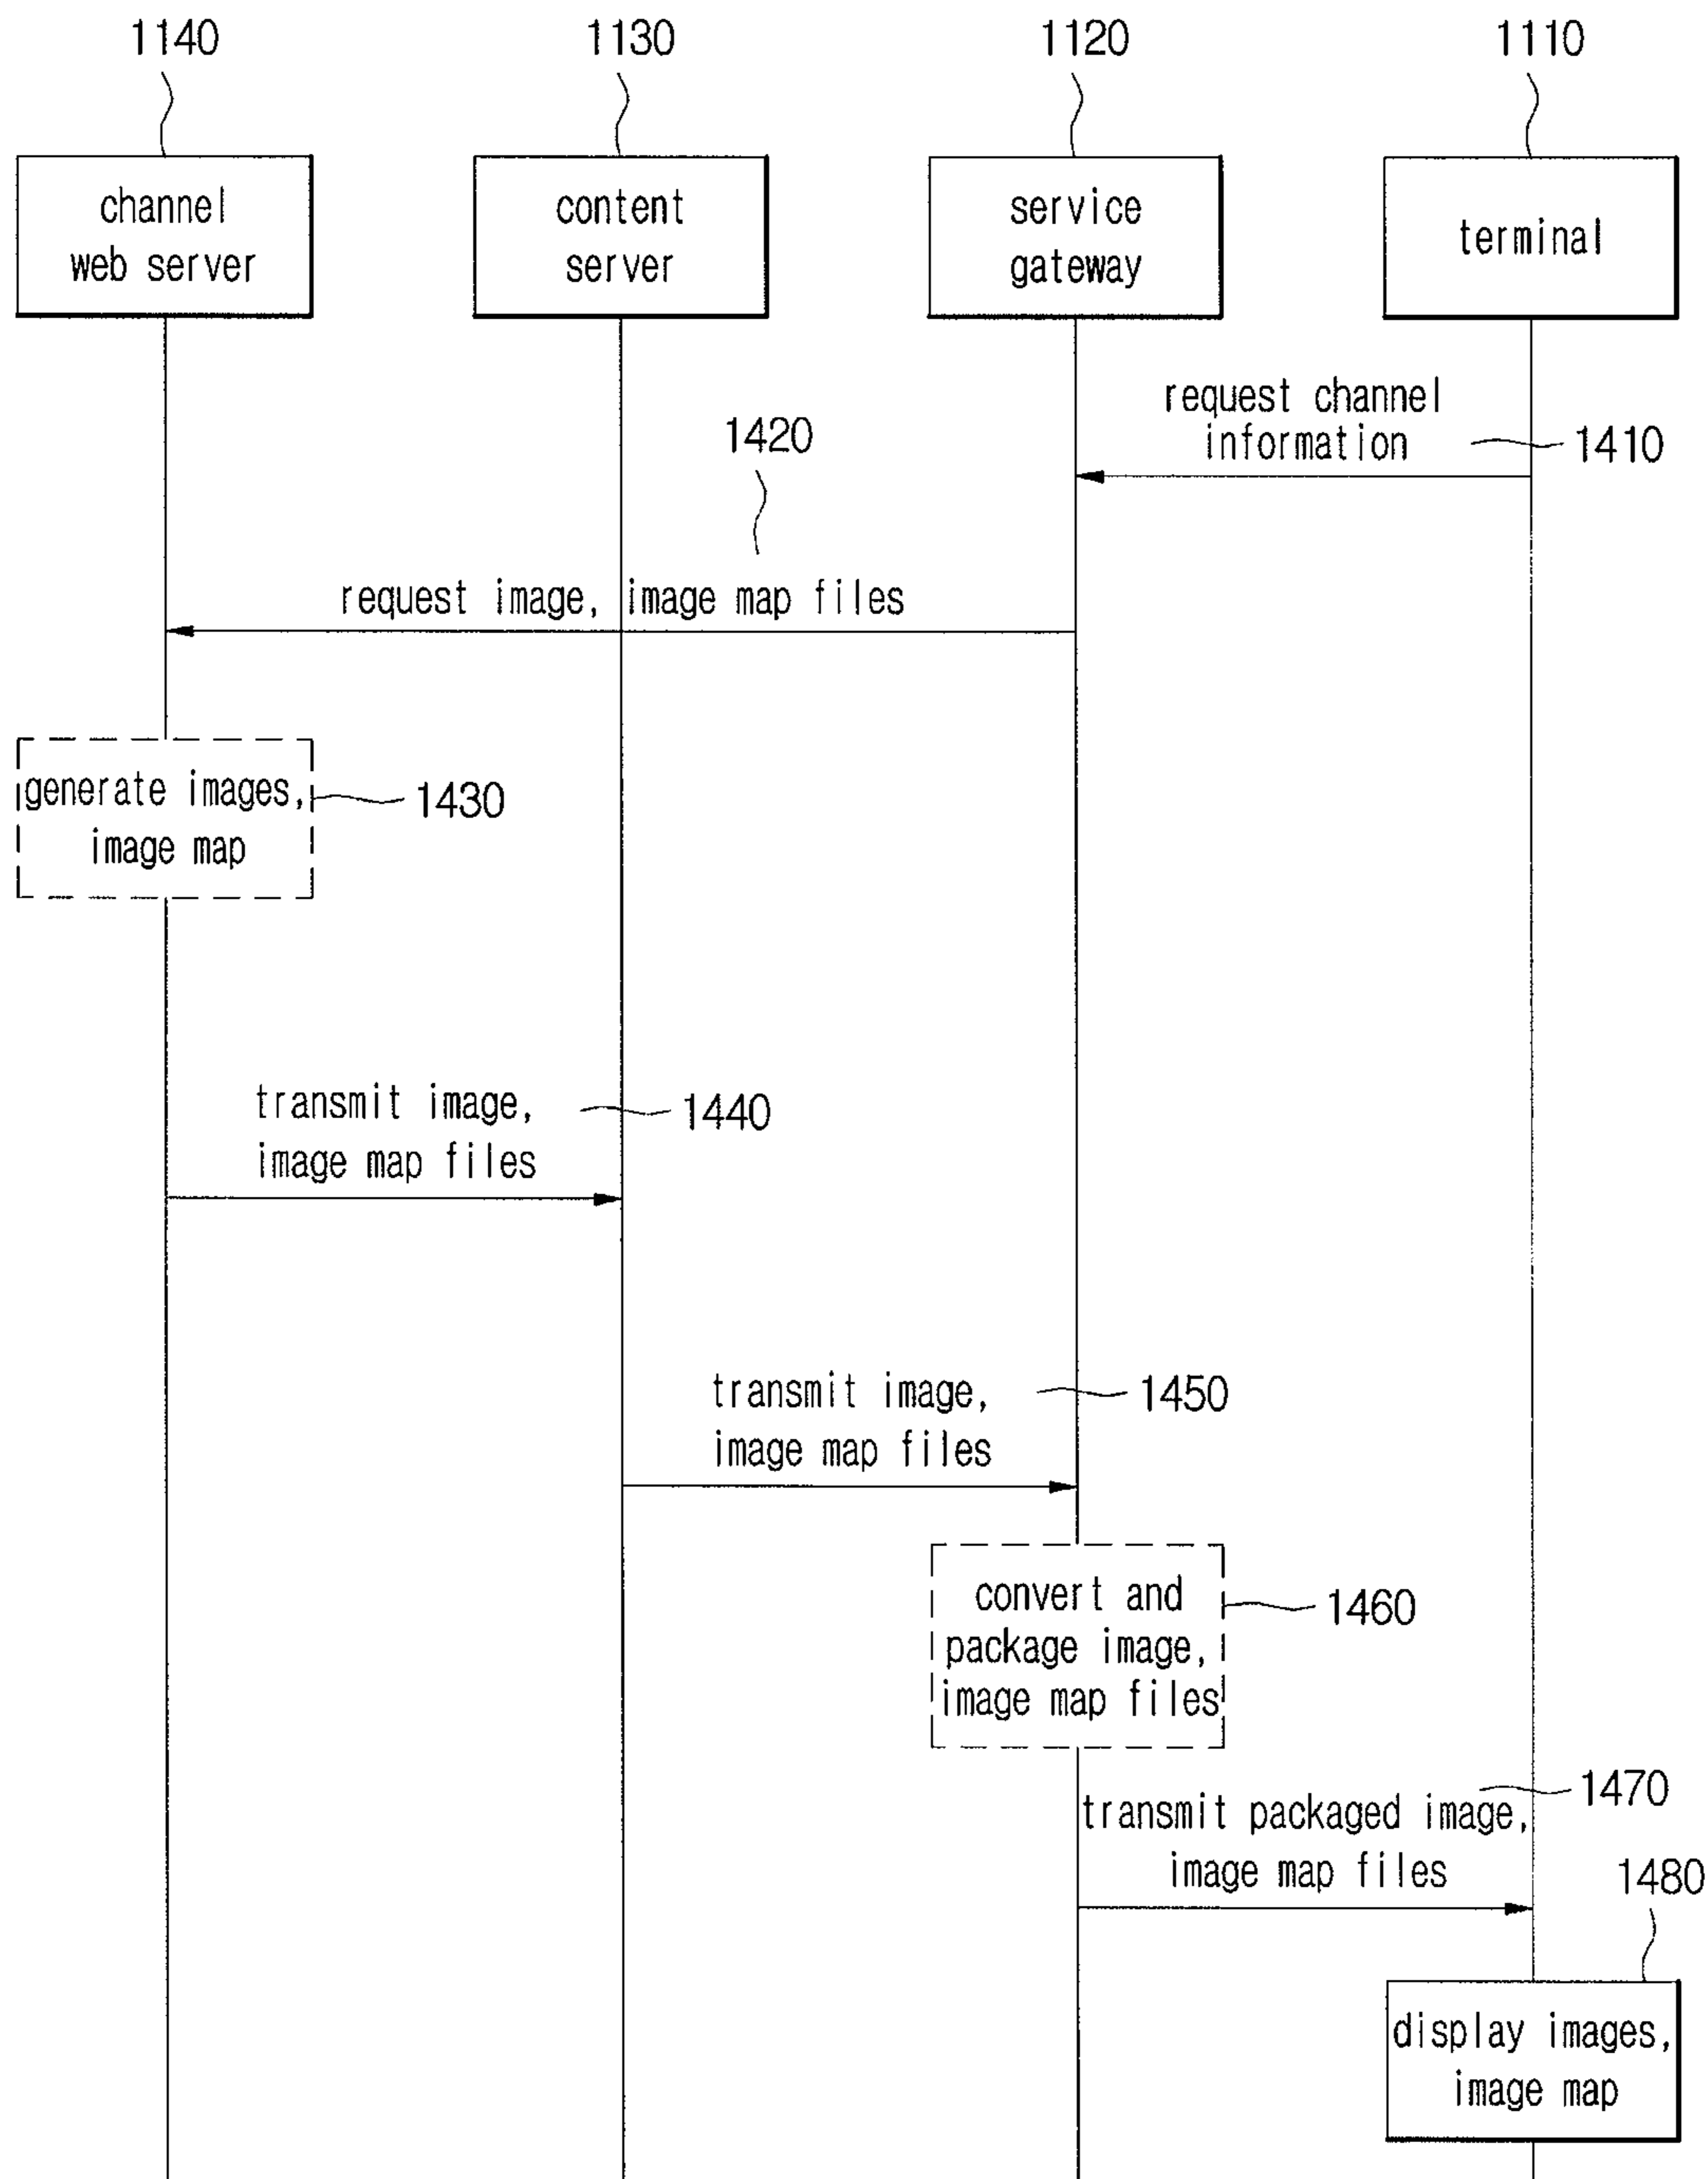 1140
1130
1120
1110
channel
web server
content
server
service
gateway
terminal
request channel
information
1410
1420
request image, image map files
generate images,
image map
1430
transmit image,
image map files
1440
transmit image,
image map files
1450
convert and
package image,
image map files
1460
1470
transmit packaged image,
image map files
1480
display images,
image map